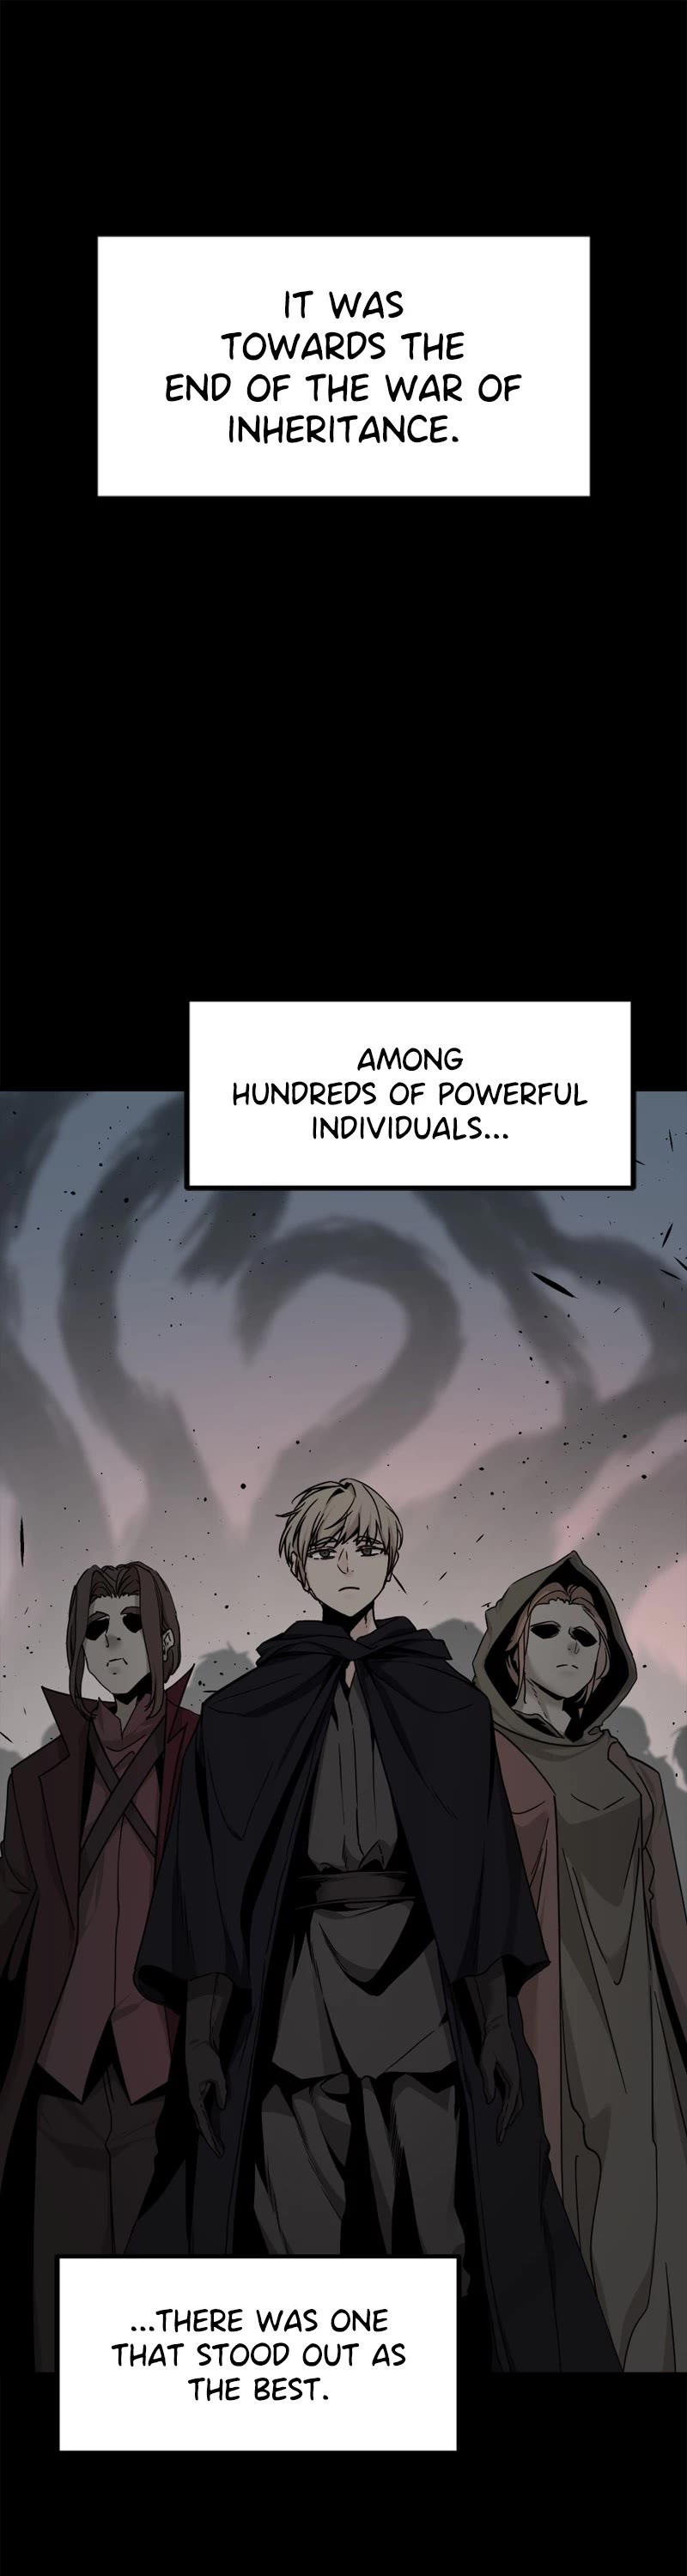 IT WAS
TOWARDS THE
END OF THE WAR OF
INHERITANCE.
AMONG
HUNDREDS OF POWERFUL
INDIVIDUALS...
...THERE WAS ONE
THAT STOOD OUT AS
THE BEST.